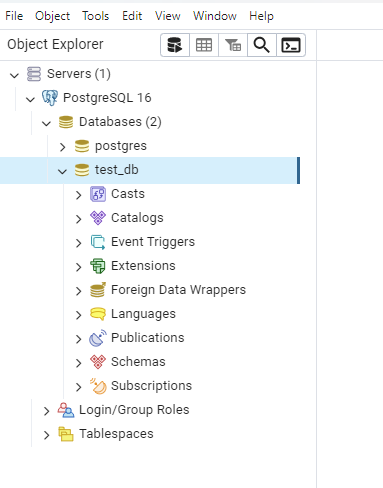 File Object Tools Edit View Window Help
Object Explorer
Servers (1)
PostgreSQL 16
Databases (2)
postgres
test_db
Casts
Catalogs
Event Triggers
Extensions
Foreign Data Wrappers
Languages
Publications
Schemas
Subscriptions
Login/Group Roles
Tablespaces